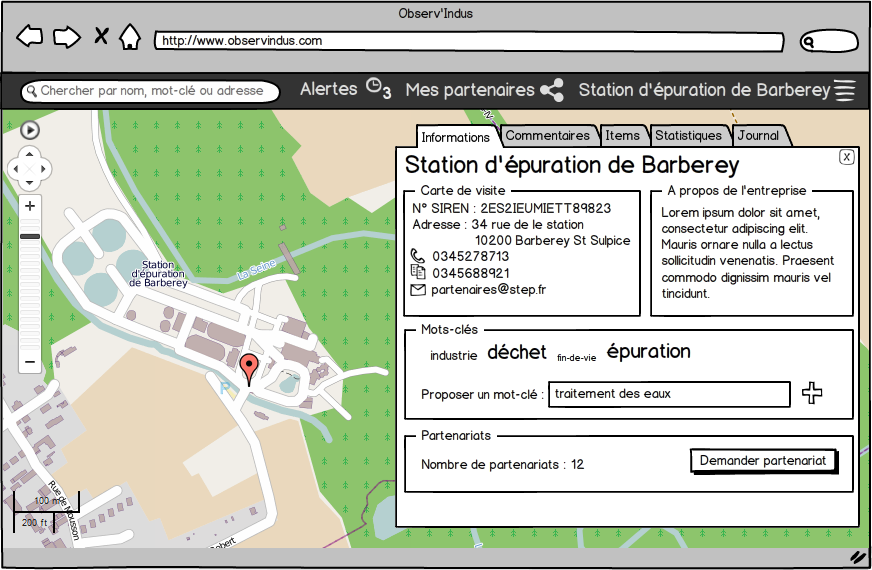 Observ'Indus
http://www.observindus.com
Chercher par nom, mot-clé ou adresse
Alertes 3
Mes partenaires
Station d'épuration de Barberey
Informations
Commentaires
Items
Statistiques
Journal
X
Station d'épuration de Barberey
Carte de visite
N° SIREN : 2ES2IEUMIETT89823
Adresse : 34 rue de le station
10200 Barberey St Sulpice
0345278713
0345688921
partenaires@step.fr
A propos de l'entreprise
Lorem ipsum dolor sit amet,
consectetur adipiscing elit.
Mauris ornare nulla a lectus
sollicitudin venenatis. Praesent
commodo dignissim mauris vel
tincidunt.
Mots-clés
industrie déchet fin-de-vie épuration
Proposer un mot-clé : traitement des eaux
Partenariats
Nombre de partenariats : 12
Demander partenariat
La Seine
Station
d'épuration
de Barberey
P
Rue de Mousson
100 m
200 ft